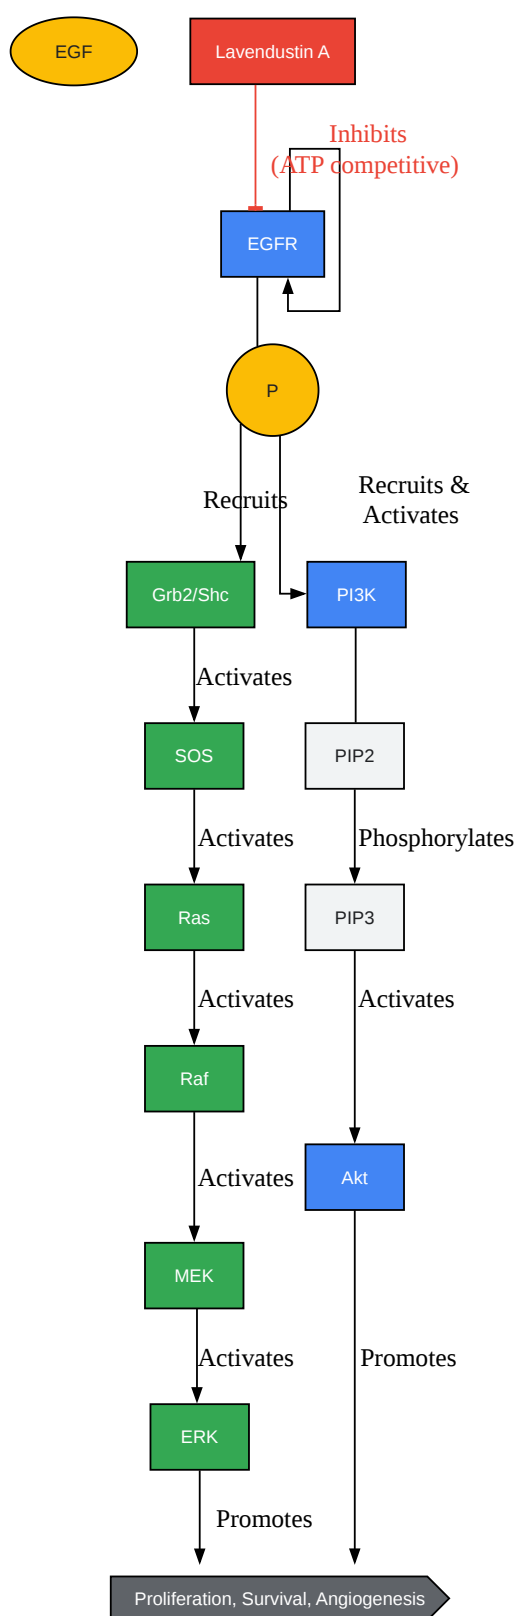 EGF
Lavendustin A
Inhibits
(ATP competitive)
EGFR
P
Recruits
Recruits &
Activates
Grb2/Shc
PI3K
Activates
SOS
PIP2
Activates
Phosphorylates
Ras
PIP3
Activates
Activates
Raf
Activates
Akt
MEK
Activates
Promotes
ERK
Promotes
Proliferation, Survival, Angiogenesis